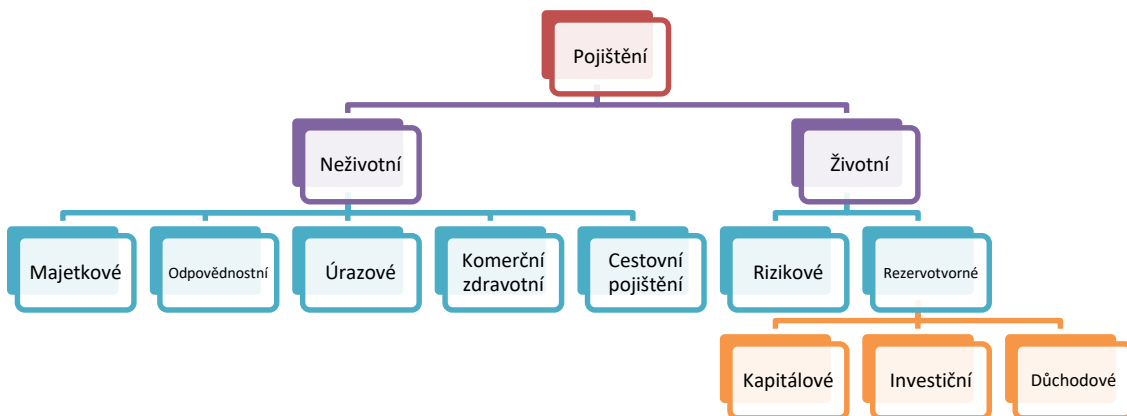 Pojištění
Neživotní
Životní
Majetkové
Odpovědnostní
Úrazové
Komerční
zdravotní
Cestovní
pojištění
Rizikové
Rezervotvorné
Kapitálové
Investiční
Důchodové